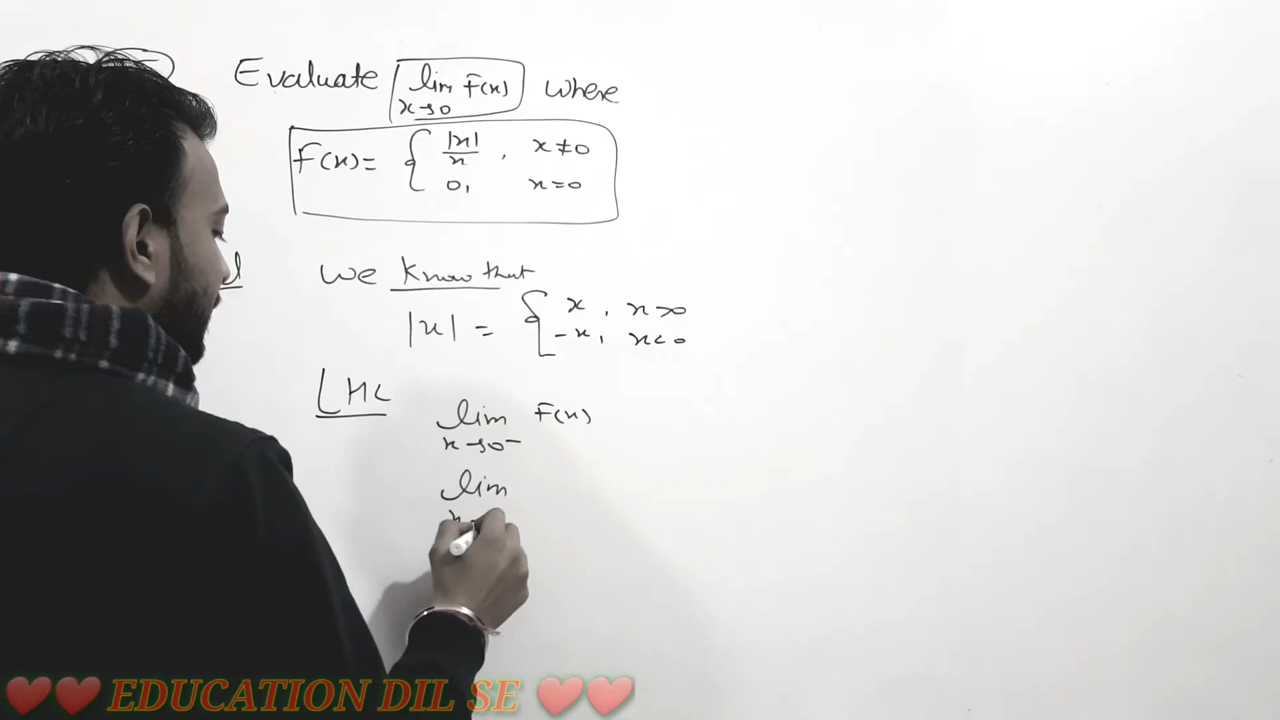 Evaluate lim F(x) where
x→0
F(x) = { |x|/x , x≠0
0, x=0
We know that
|x| = { x , x>0
-x, x<0
LHL
lim F(x)
x→0⁻
lim
x
❤️❤️ EDUCATION DIL SE ❤️❤️